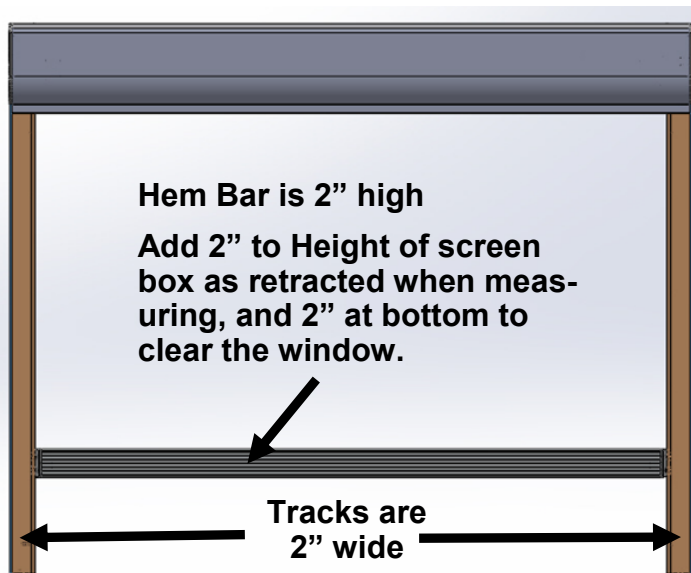 Hem Bar is 2” high
Add 2” to Height of screen
box as retracted when meas-
uring, and 2” at bottom to
clear the window.
Tracks are
2” wide